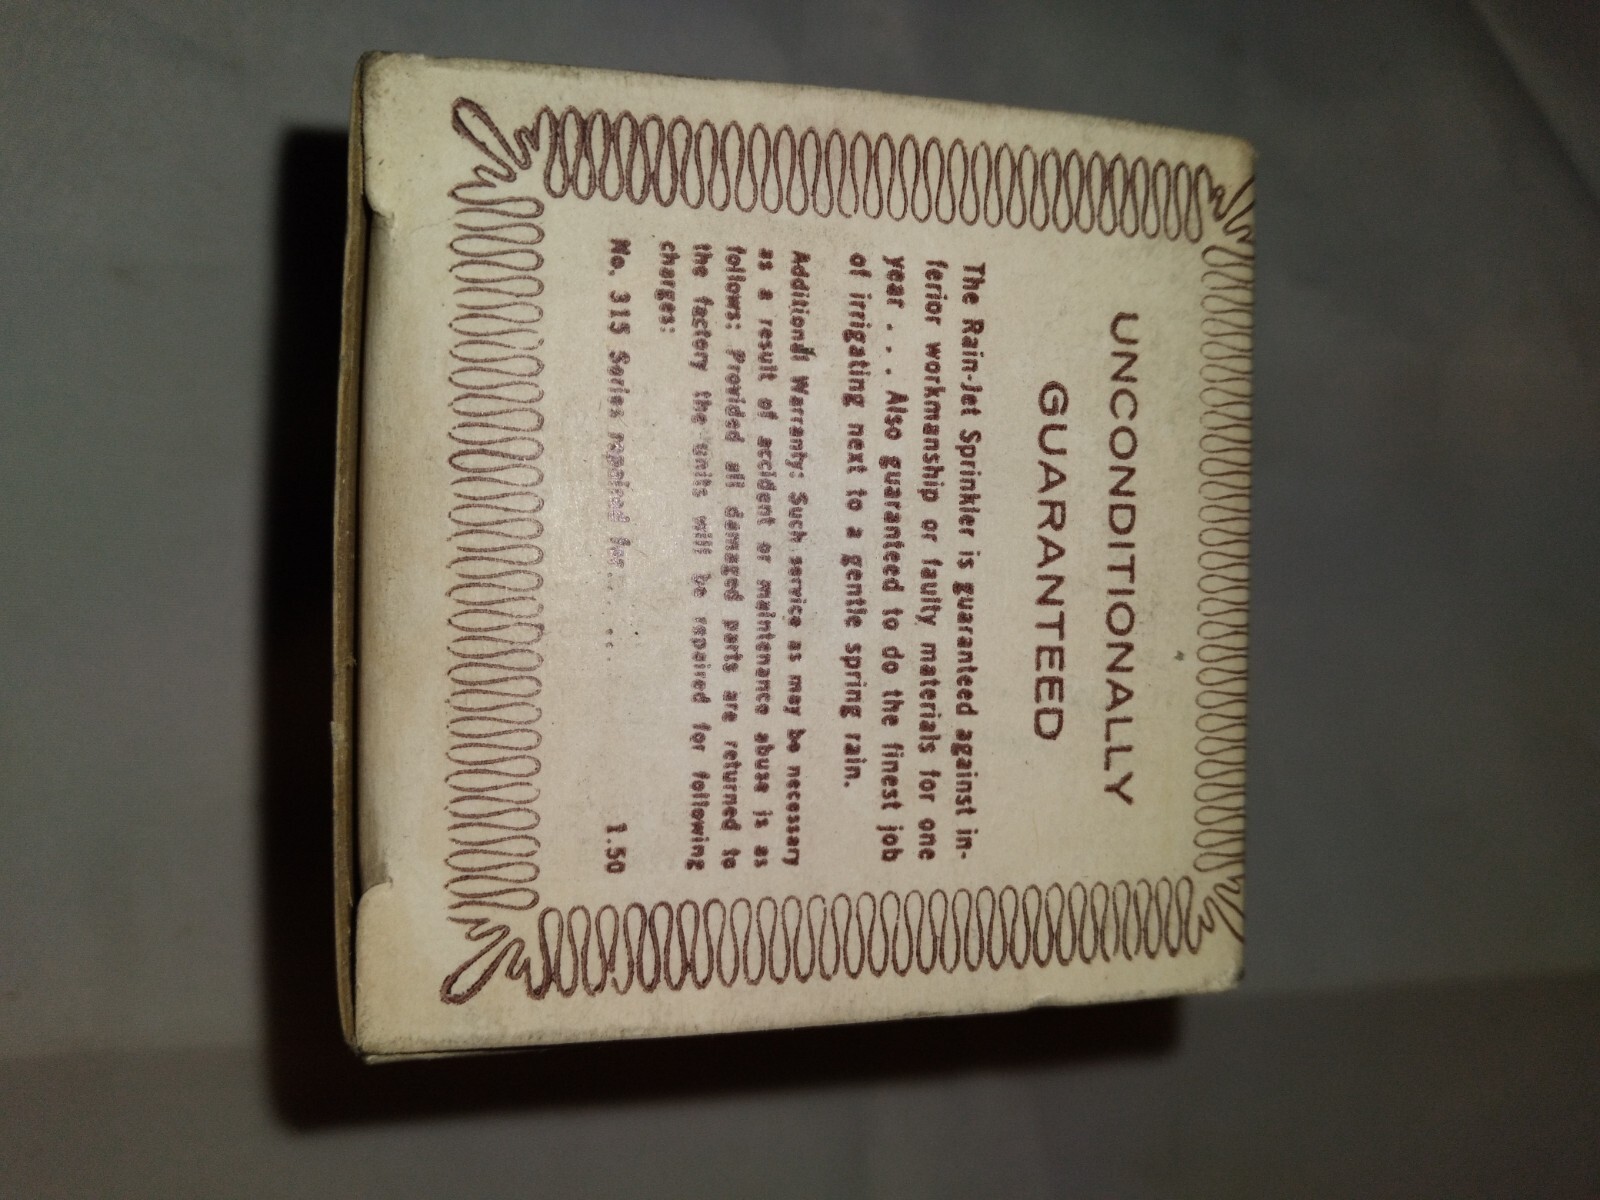 UNCONDITIONALLY
GUARANTEED
The Rain-Jet Sprinkler is guaranteed against in-
ferior workmanship or faulty materials for one
year . . . Also guaranteed to do the finest job
of irrigating next to a gentle spring rain.
Additional Warranty: Such service as may be necessary
as a result of accident or maintenance abuse is as
follows: Provided all damaged parts are returned to
the factory the units will be repaired for following
charges:
No. 315 Series repaired for... ... 1.50